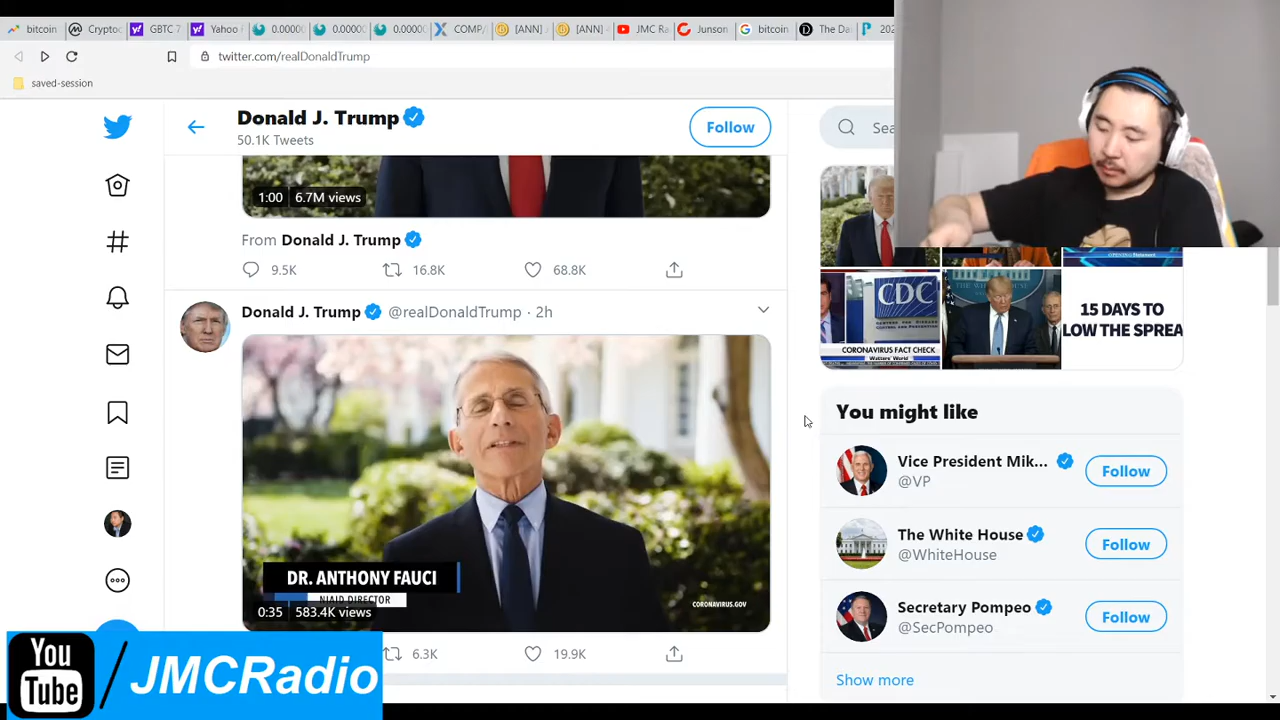 bitcoin
Crypto
GBTC 7
Yahoo
0.0000
0.0000
0.0000
COMP/
[ANN]
[ANN]
JMC Ra
Junson
bitcoin
The Da
202
twitter.com/realDonaldTrump
saved-session
Donald J. Trump
50.1K Tweets
Follow
Sea
1:00 6.7M views
From Donald J. Trump
9.5K 16.8K 68.8K
Donald J. Trump @realDonaldTrump · 2h
DR. ANTHONY FAUCI
NIAID DIRECTOR
0:35 583.4K views
CORONAVIRUS.GOV
6.3K 19.9K
CDC
CORONAVIRUS FACT CHECK
Watters' World
15 DAYS TO
LOW THE SPREA
You might like
Vice President Mik...
@VP
Follow
The White House
@WhiteHouse
Follow
Secretary Pompeo
@SecPompeo
Follow
Show more
You
Tube
/JMCRadio